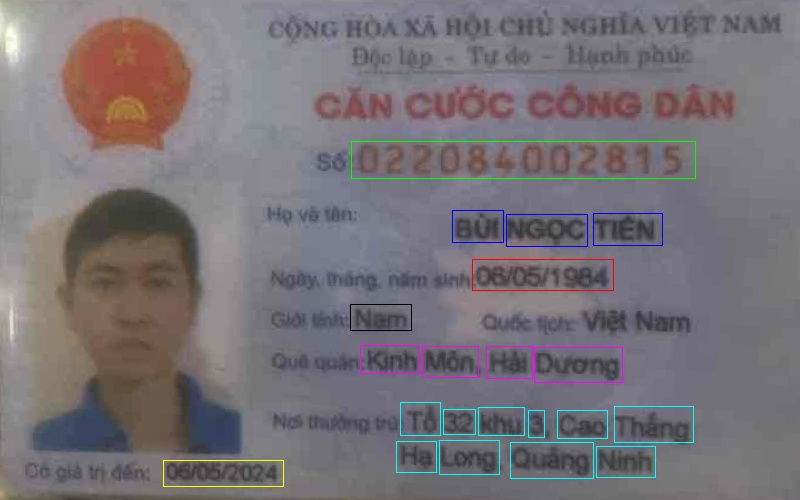 CỘNG HÒA XÃ HỘI CHỦ NGHĨA VIỆT NAM
Độc lập - Tự do - Hạnh phúc
CĂN CƯỚC CÔNG DÂN
Số 022084002815
Họ và tên:
BÙI NGỌC TIẾN
Ngày, tháng, năm sinh: 06/05/1984
Giới tính: Nam Quốc tịch: Việt Nam
Quê quán: Kinh Môn, Hải Dương
Nơi thường trú: Tổ 32 khu 3, Cao Thắng
Hạ Long, Quảng Ninh
Có giá trị đến: 06/05/2024